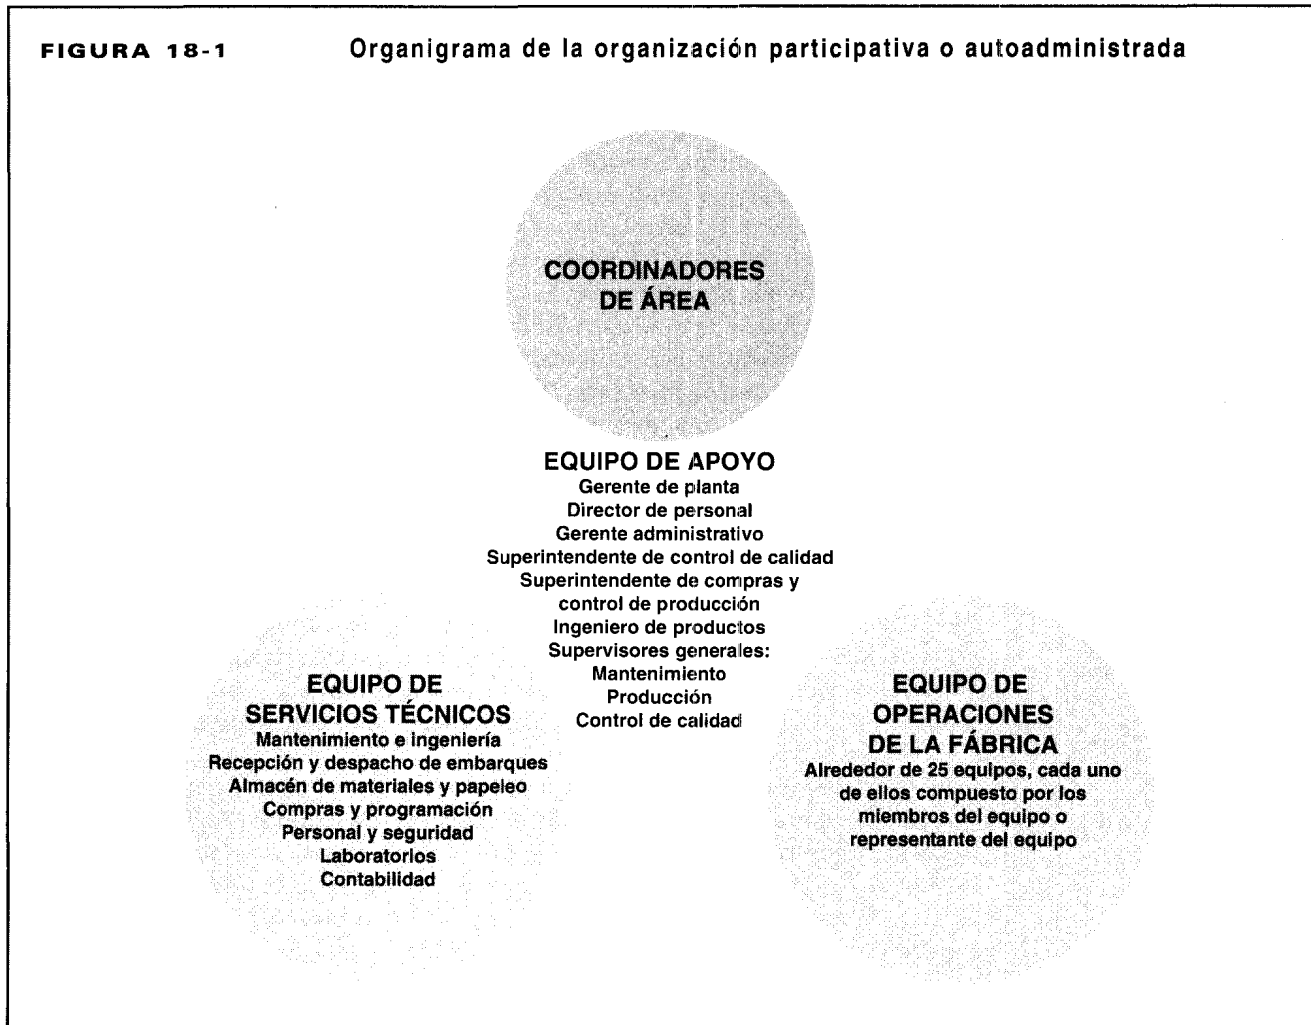 FIGURA 18-1 Organigrama de la organización participativa o autoadministrada
COORDINADORES
DE ÁREA
EQUIPO DE APOYO
Gerente de planta
Director de personal
Gerente administrativo
Superintendente de control de calidad
Superintendente de compras y
control de producción
Ingeniero de productos
Supervisores generales:
Mantenimiento
Producción
Control de calidad
EQUIPO DE
SERVICIOS TÉCNICOS
Mantenimiento e ingeniería
Recepción y despacho de embarques
Almacén de materiales y papeleo
Compras y programación
Personal y seguridad
Laboratorios
Contabilidad
EQUIPO DE
OPERACIONES
DE LA FÁBRICA
Alrededor de 25 equipos, cada uno
de ellos compuesto por los
miembros del equipo o
representante del equipo